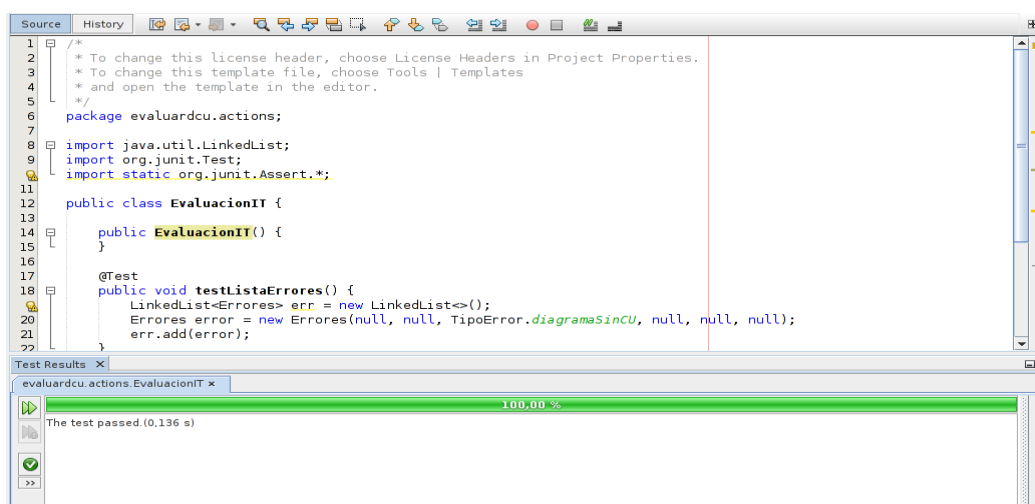 Source History
1 /*
2 * To change this license header, choose License Headers in Project Properties.
3 * To change this template file, choose Tools | Templates
4 * and open the template in the editor.
5 */
6 package evaluardcu.actions;
7
8 import java.util.LinkedList;
9 import org.junit.Test;
import static org.junit.Assert.*;
11
12 public class EvaluacionIT {
13
14 public EvaluacionIT() {
15 }
16
17 @Test
18 public void testListaErrores() {
LinkedList<Errores> err = new LinkedList<>();
20 Errores error = new Errores(null, null, TipoError.diagramaSinCU, null, null, null);
21 err.add(error);
22 }
Test Results ×
evaluardcu.actions.EvaluacionIT ×
100,00 %
The test passed.(0,136 s)
>>